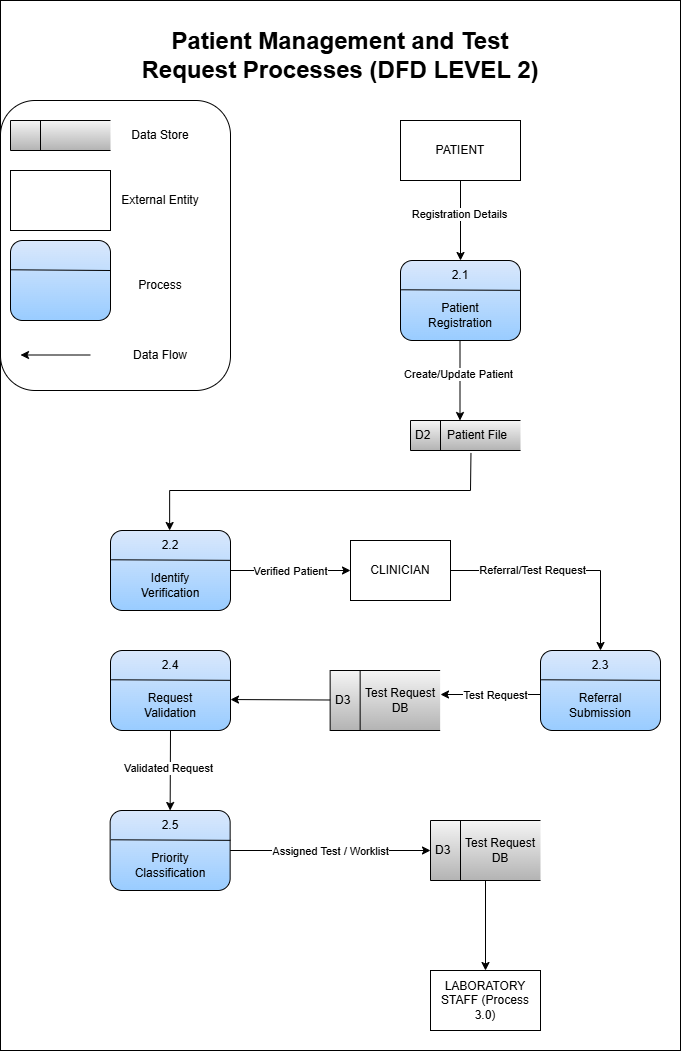 Patient Management and Test
Request Processes (DFD LEVEL 2)
Data Store
External Entity
Process
Data Flow
PATIENT
Registration Details
2.1
Patient
Registration
Create/Update Patient
D2 Patient File
2.2
Identify
Verification
Verified Patient
CLINICIAN
Referral/Test Request
2.4
Request
Validation
D3
Test Request
DB
Test Request
2.3
Referral
Submission
Validated Request
2.5
Priority
Classification
Assigned Test / Worklist
D3
Test Request
DB
LABORATORY
STAFF (Process
3.0)